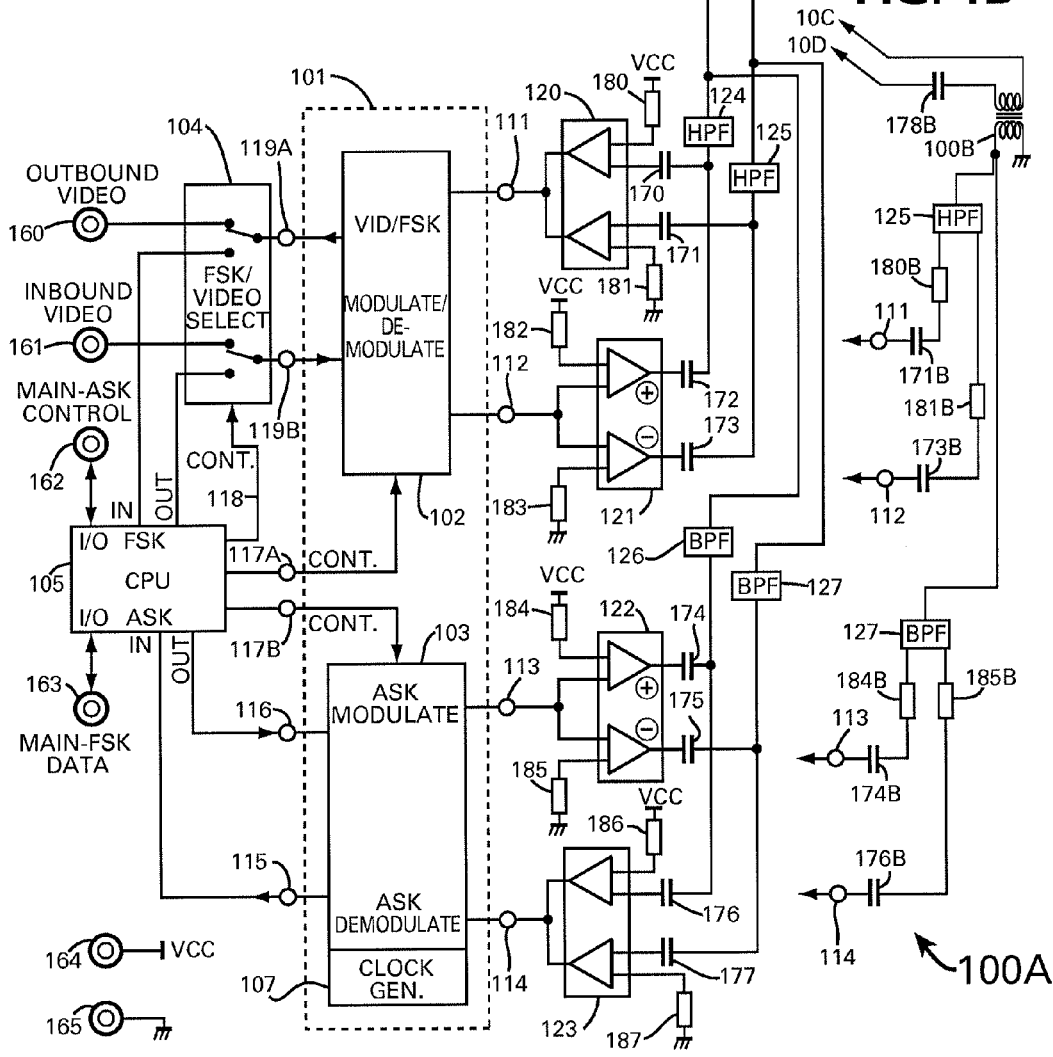 10C
10D
178B
100B
101
VCC
180
120
124
HPF
125
HPF
111
170
171
181
104
119A
OUTBOUND
VIDEO
160
VID/FSK
MODULATE/
DE-
MODULATE
FSK/
VIDEO
SELECT
INBOUND
VIDEO
161
119B
MAIN-ASK
CONTROL
162
CONT.
118
IN
OUT
VCC
182
112
172
173
183
121
102
125
HPF
180B
111
171B
181B
173B
112
I/O FSK
CPU
I/O ASK
105
117A
CONT.
117B
CONT.
IN
OUT
163
MAIN-FSK
DATA
116
103
ASK
MODULATE
113
126
BPF
BPF
127
VCC
184
122
174
175
185
127
BPF
184B
185B
113
174B
VCC
186
115
ASK
DEMODULATE
176
177
114
123
187
176B
114
100A
164
VCC
165
107
CLOCK
GEN.